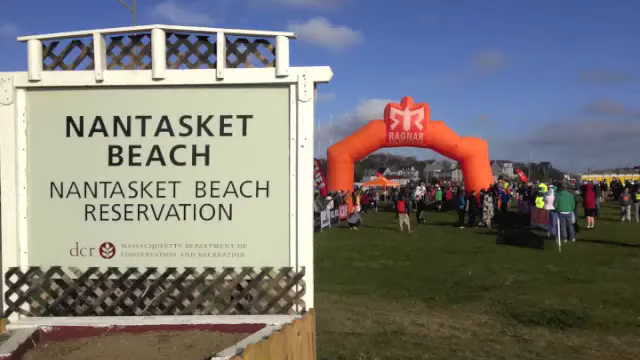 NANTASKET
BEACH
NANTASKET BEACH
RESERVATION
dcr
MASSACHUSETTS DEPARTMENT OF
CONSERVATION AND RECREATION
RAGNAR